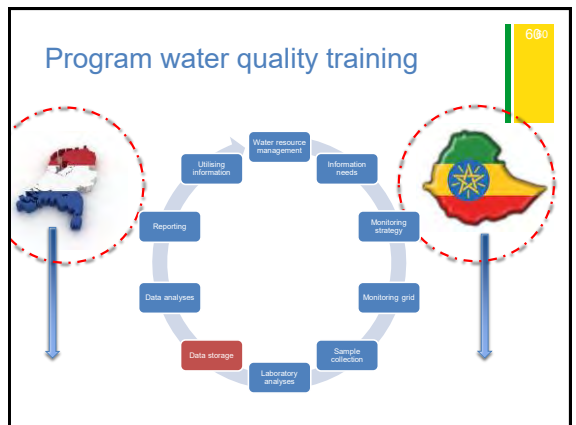 Program water quality training
Water resource
management
Information
needs
Monitoring
strategy
Monitoring grid
Sample
collection
Laboratory
analyses
Data storage
Data analyses
Reporting
Utilising
information